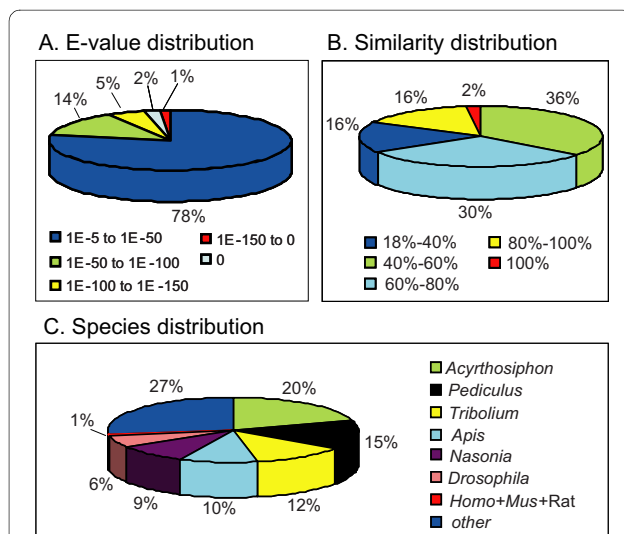 A. E-value distribution
1%
2%
5%
14%
78%
1E-5 to 1E-50
1E-150 to 0
1E-50 to 1E-100
0
1E-100 to 1E-150
B. Similarity distribution
2%
16%
36%
16%
30%
18%-40%
80%-100%
40%-60%
100%
60%-80%
C. Species distribution
27%
20%
1%
15%
6%
9%
10%
12%
Acyrthosiphon
Pediculus
Tribolium
Apis
Nasonia
Drosophila
Homo+Mus+Rat
other